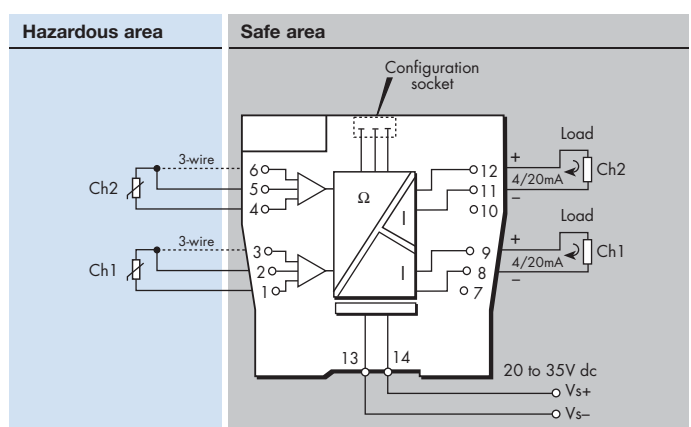 Hazardous area
Safe area
Configuration
socket
3-wire
Ch2
6
5
4
Ω
I
12
11
10
+
4/20mA
–
Load
Ch2
3-wire
Ch1
3
2
1
I
9
8
7
+
4/20mA
–
Load
Ch1
13 14
20 to 35V dc
Vs+
Vs–